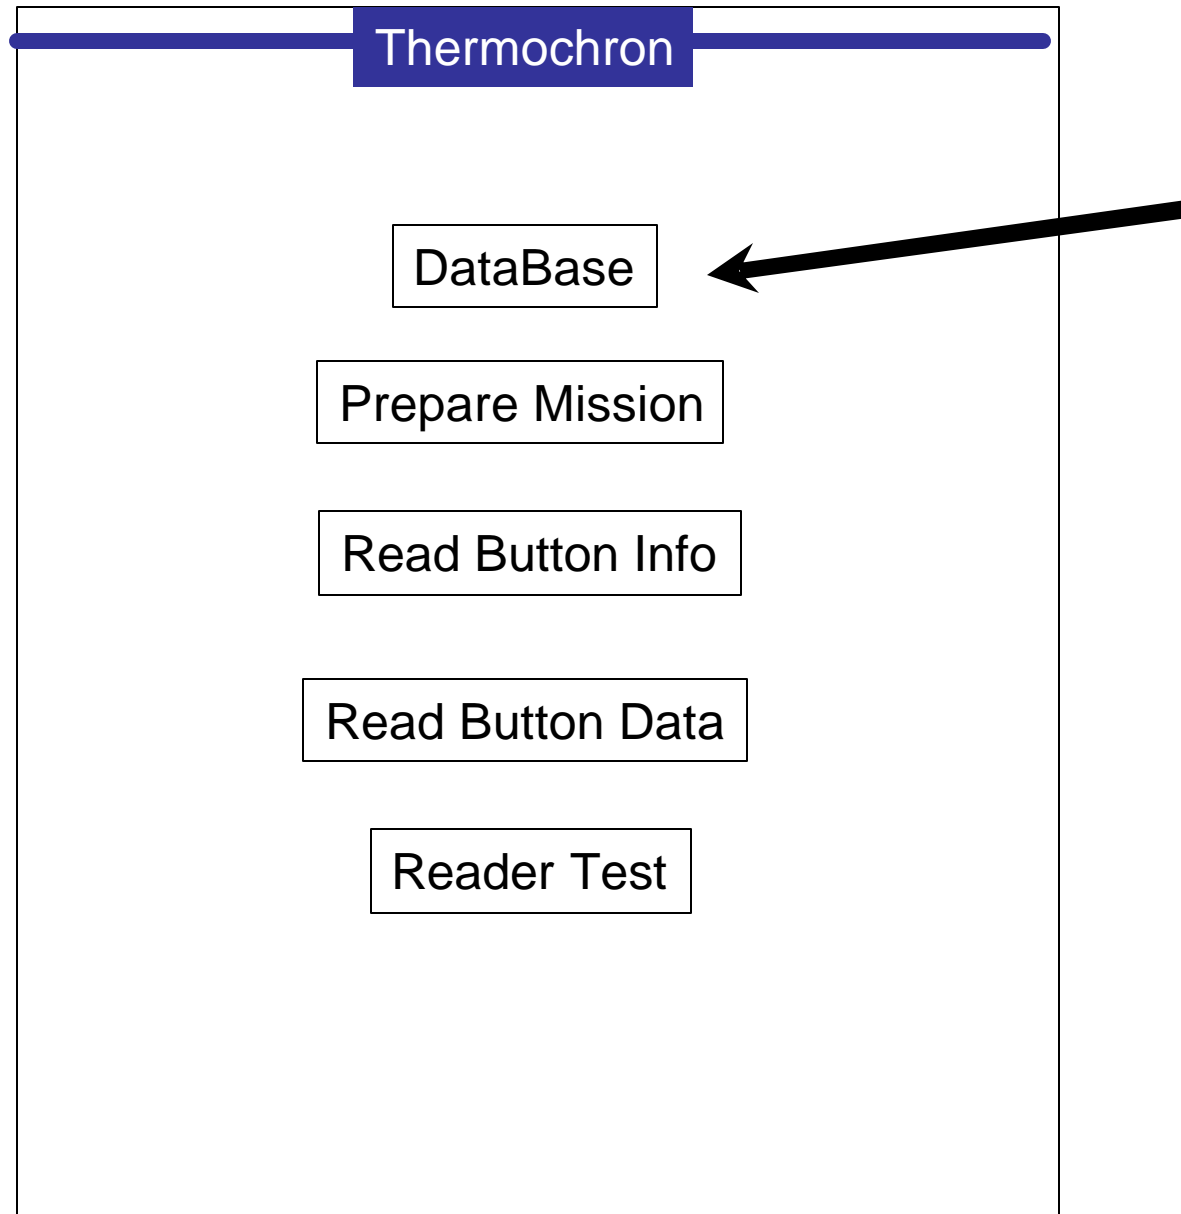 Thermochron
DataBase
Prepare Mission
Read Button Info
Read Button Data
Reader Test